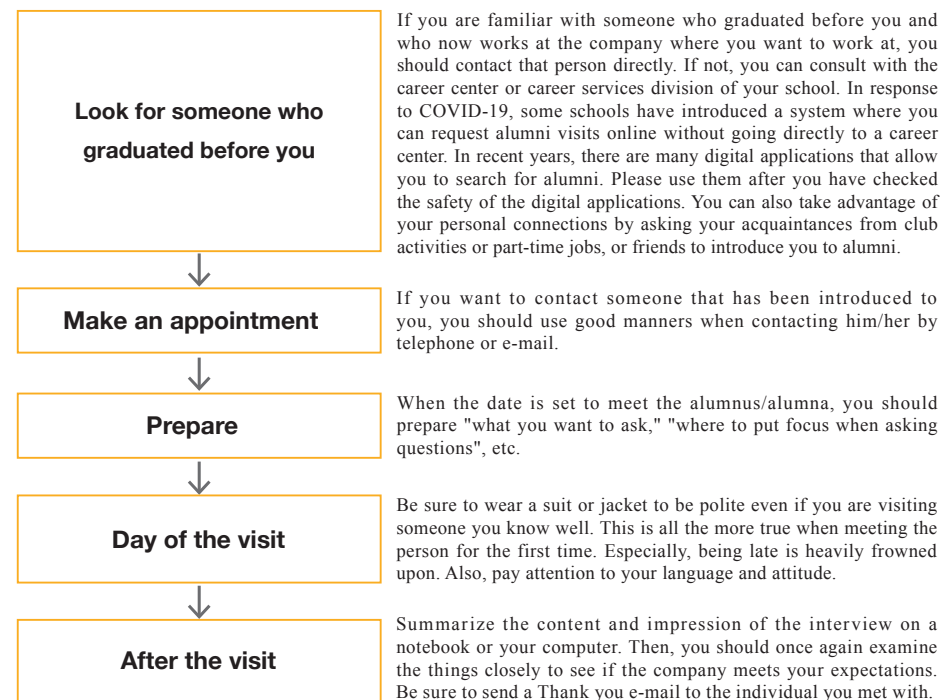 Look for someone who
graduated before you
If you are familiar with someone who graduated before you and
who now works at the company where you want to work at, you
should contact that person directly. If not, you can consult with the
career center or career services division of your school. In response
to COVID-19, some schools have introduced a system where you
can request alumni visits online without going directly to a career
center. In recent years, there are many digital applications that allow
you to search for alumni. Please use them after you have checked
the safety of the digital applications. You can also take advantage of
your personal connections by asking your acquaintances from club
activities or part-time jobs, or friends to introduce you to alumni.
Make an appointment
If you want to contact someone that has been introduced to
you, you should use good manners when contacting him/her by
telephone or e-mail.
Prepare
When the date is set to meet the alumnus/alumna, you should
prepare "what you want to ask," "where to put focus when asking
questions", etc.
Day of the visit
Be sure to wear a suit or jacket to be polite even if you are visiting
someone you know well. This is all the more true when meeting the
person for the first time. Especially, being late is heavily frowned
upon. Also, pay attention to your language and attitude.
After the visit
Summarize the content and impression of the interview on a
notebook or your computer. Then, you should once again examine
the things closely to see if the company meets your expectations.
Be sure to send a Thank you e-mail to the individual you met with.